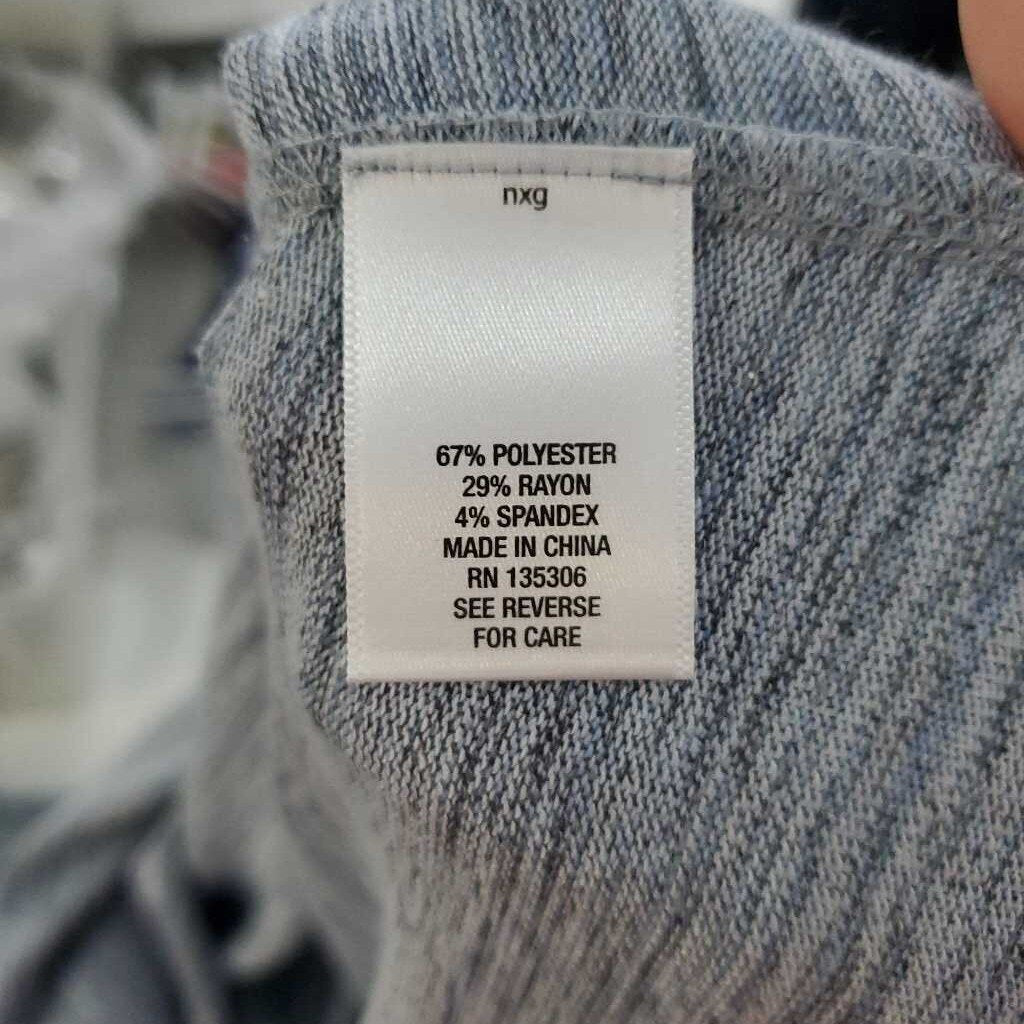 nxg
67% POLYESTER
29% RAYON
4% SPANDEX
MADE IN CHINA
RN 135306
SEE REVERSE
FOR CARE